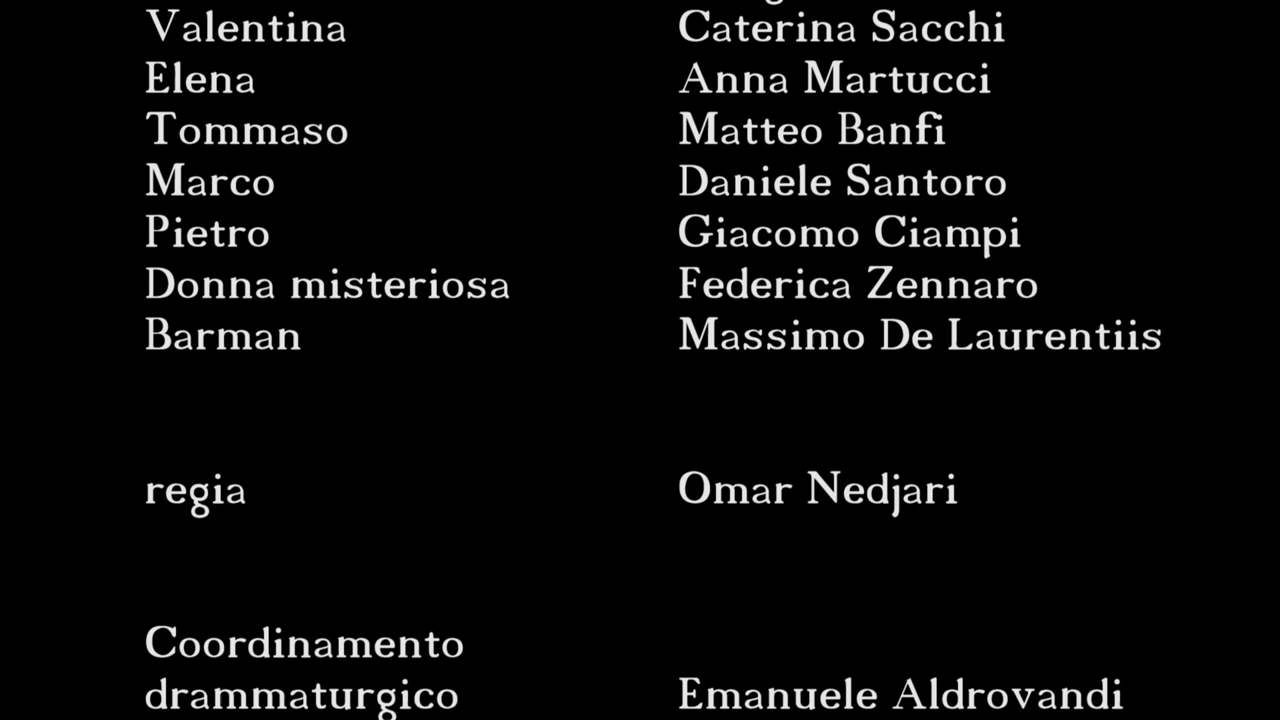 Valentina Caterina Sacchi
Elena Anna Martucci
Tommaso Matteo Banfi
Marco Daniele Santoro
Pietro Giacomo Ciampi
Donna misteriosa Federica Zennaro
Barman Massimo De Laurentiis
regia Omar Nedjari
Coordinamento
drammaturgico Emanuele Aldrovandi